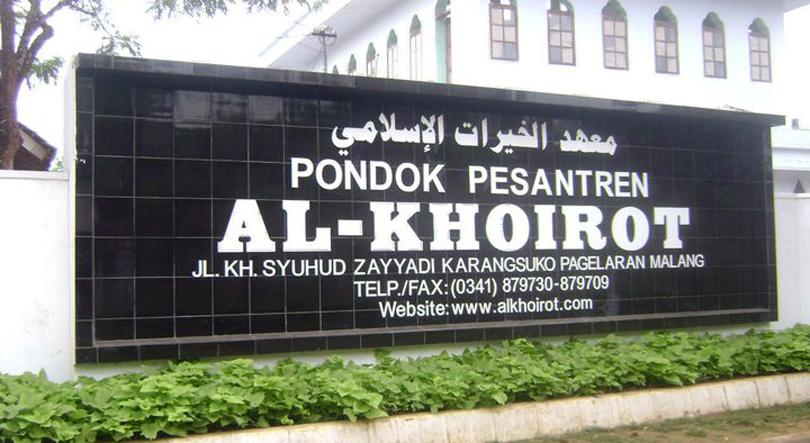 معهد الخيرات الإسلامي
PONDOK PESANTREN
AL-KHOIROT
JL. KH. SYUHUD ZAYYADI KARANGSUKO PAGELARAN MALANG
TELP./FAX: (0341) 879730-879709
Website: www.alkhoirot.com